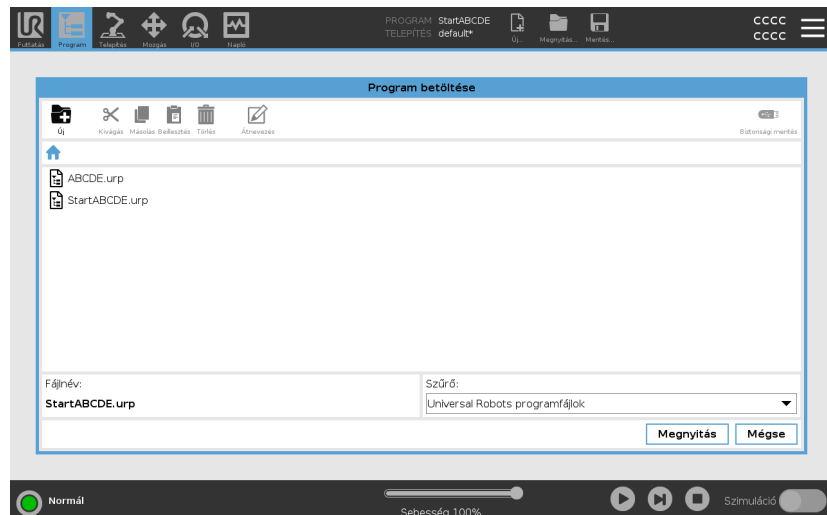 UR
PROGRAM StartABCDE
TELEPÍTÉS default*
CCCC
CCCC
Futtatás Program Telepítés Mozgás I/O Napló
Új... Megnyitás... Mentés...
Program betöltése
Új Kivágás Másolás Beillesztés Törlés Átnevezés Biztonsági mentés
ABCDE.urp
StartABCDE.urp
Fájlnév:
Szűrő:
StartABCDE.urp
Universal Robots programfájlok
Megnyitás Mégse
Normál
Sebesség 100%
Szimuláció